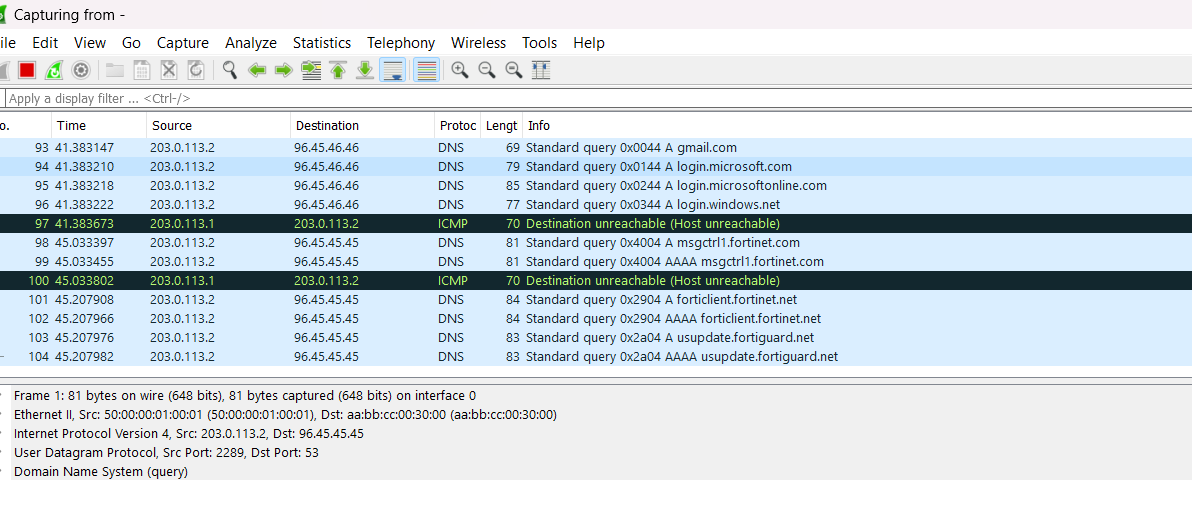 Capturing from -
ile Edit View Go Capture Analyze Statistics Telephony Wireless Tools Help
Apply a display filter ... <Ctrl-/>
o. Time Source Destination Protoc Lengt Info
93 41.383147 203.0.113.2 96.45.46.46 DNS 69 Standard query 0x0044 A gmail.com
94 41.383210 203.0.113.2 96.45.46.46 DNS 79 Standard query 0x0144 A login.microsoft.com
95 41.383218 203.0.113.2 96.45.46.46 DNS 85 Standard query 0x0244 A login.microsoftonline.com
96 41.383222 203.0.113.2 96.45.46.46 DNS 77 Standard query 0x0344 A login.windows.net
97 41.383673 203.0.113.1 203.0.113.2 ICMP 70 Destination unreachable (Host unreachable)
98 45.033397 203.0.113.2 96.45.45.45 DNS 81 Standard query 0x4004 A msgctrl1.fortinet.com
99 45.033455 203.0.113.2 96.45.45.45 DNS 81 Standard query 0x4004 AAAA msgctrl1.fortinet.com
100 45.033802 203.0.113.1 203.0.113.2 ICMP 70 Destination unreachable (Host unreachable)
101 45.207908 203.0.113.2 96.45.45.45 DNS 84 Standard query 0x2904 A forticlient.fortinet.net
102 45.207966 203.0.113.2 96.45.45.45 DNS 84 Standard query 0x2904 AAAA forticlient.fortinet.net
103 45.207976 203.0.113.2 96.45.45.45 DNS 83 Standard query 0x2a04 A usupdate.fortiguard.net
104 45.207982 203.0.113.2 96.45.45.45 DNS 83 Standard query 0x2a04 AAAA usupdate.fortiguard.net
Frame 1: 81 bytes on wire (648 bits), 81 bytes captured (648 bits) on interface 0
Ethernet II, Src: 50:00:00:01:00:01 (50:00:00:01:00:01), Dst: aa:bb:cc:00:30:00 (aa:bb:cc:00:30:00)
Internet Protocol Version 4, Src: 203.0.113.2, Dst: 96.45.45.45
User Datagram Protocol, Src Port: 2289, Dst Port: 53
Domain Name System (query)